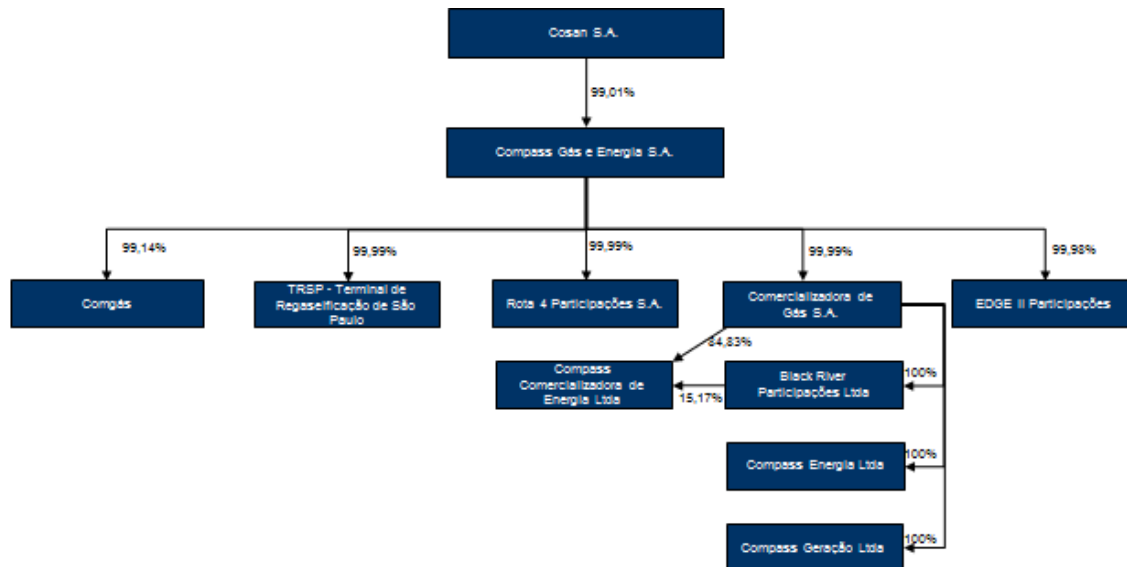 Cosan S.A.
99,01%
Compass Gás e Energia S.A.
99,14%
99,99%
99,99%
99,99%
99,98%
Comgás
TRSP - Terminal de
Regaseificação de São
Paulo
Rota 4 Participações S.A.
Comercializadora de
Gás S.A.
EDGE II Participações
84,83%
Compass
Comercializadora de
Energia Ltda
15,17%
Black River
Participações Ltda
100%
Compass Energia Ltda
100%
Compass Geração Ltda
100%